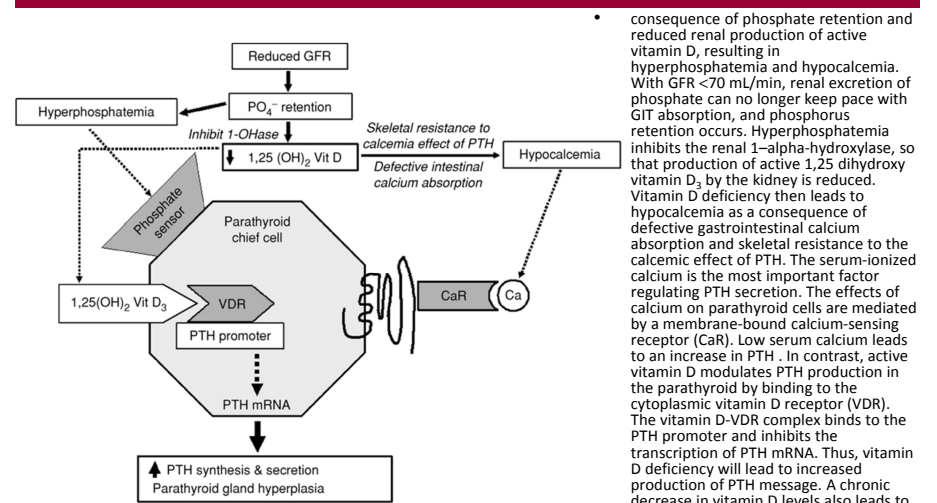 Reduced GFR
PO4– retention
Hyperphosphatemia
Inhibit 1-OHase
1,25 (OH)2 Vit D
Skeletal resistance to
calcemia effect of PTH
Defective intestinal
calcium absorption
Hypocalcemia
Phosphate
sensor
Parathyroid
chief cell
1,25(OH)2 Vit D3
VDR
PTH promoter
CaR
Ca
PTH mRNA
PTH synthesis & secretion
Parathyroid gland hyperplasia
• consequence of phosphate retention and
reduced renal production of active
vitamin D, resulting in
hyperphosphatemia and hypocalcemia.
With GFR <70 mL/min, renal excretion of
phosphate can no longer keep pace with
GIT absorption, and phosphorus
retention occurs. Hyperphosphatemia
inhibits the renal 1–alpha-hydroxylase, so
that production of active 1,25 dihydroxy
vitamin D3 by the kidney is reduced.
Vitamin D deficiency then leads to
hypocalcemia as a consequence of
defective gastrointestinal calcium
absorption and skeletal resistance to the
calcemic effect of PTH. The serum-ionized
calcium is the most important factor
regulating PTH secretion. The effects of
calcium on parathyroid cells are mediated
by a membrane-bound calcium-sensing
receptor (CaR). Low serum calcium leads
to an increase in PTH . In contrast, active
vitamin D modulates PTH production in
the parathyroid by binding to the
cytoplasmic vitamin D receptor (VDR).
The vitamin D-VDR complex binds to the
PTH promoter and inhibits the
transcription of PTH mRNA. Thus, vitamin
D deficiency will lead to increased
production of PTH message. A chronic
decrease in vitamin D levels also leads to